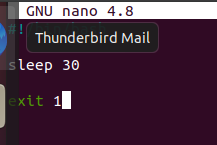 GNU nano 4.8
#!
Thunderbird Mail
sleep 30
exit 1